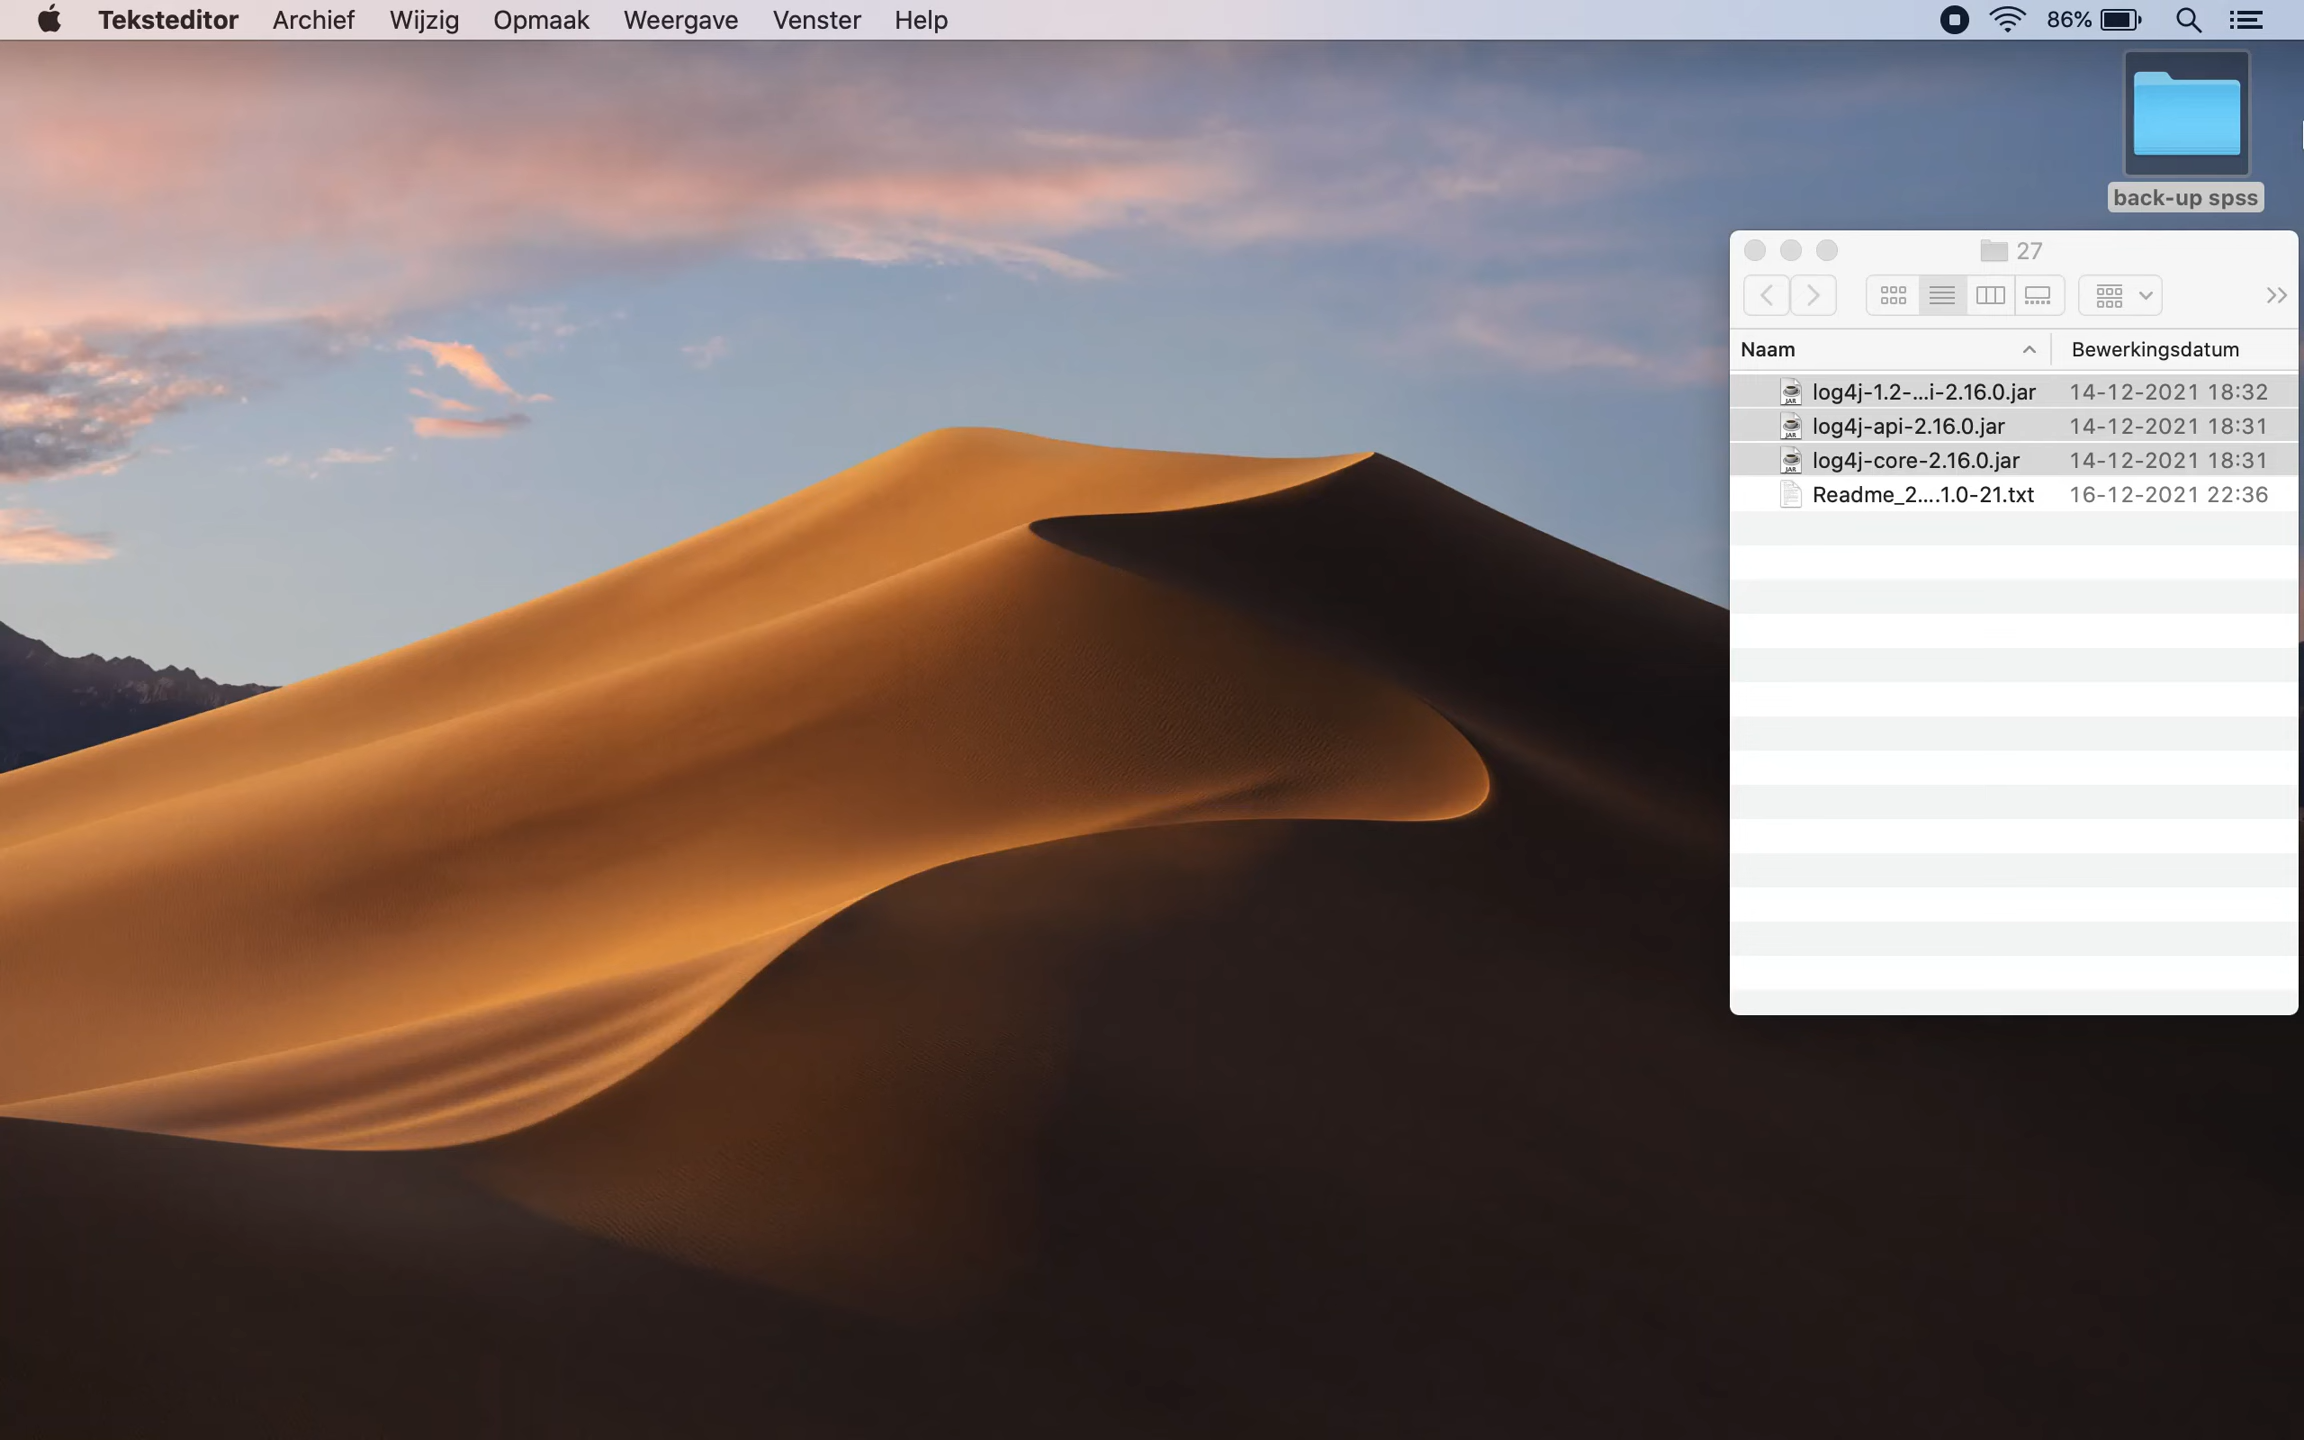 Teksteditor Archief Wijzig Opmaak Weergave Venster Help 86%
back-up spss
27
Naam Bewerkingsdatum
log4j-1.2-...i-2.16.0.jar 14-12-2021 18:32
log4j-api-2.16.0.jar 14-12-2021 18:31
log4j-core-2.16.0.jar 14-12-2021 18:31
Readme_2....1.0-21.txt 16-12-2021 22:36